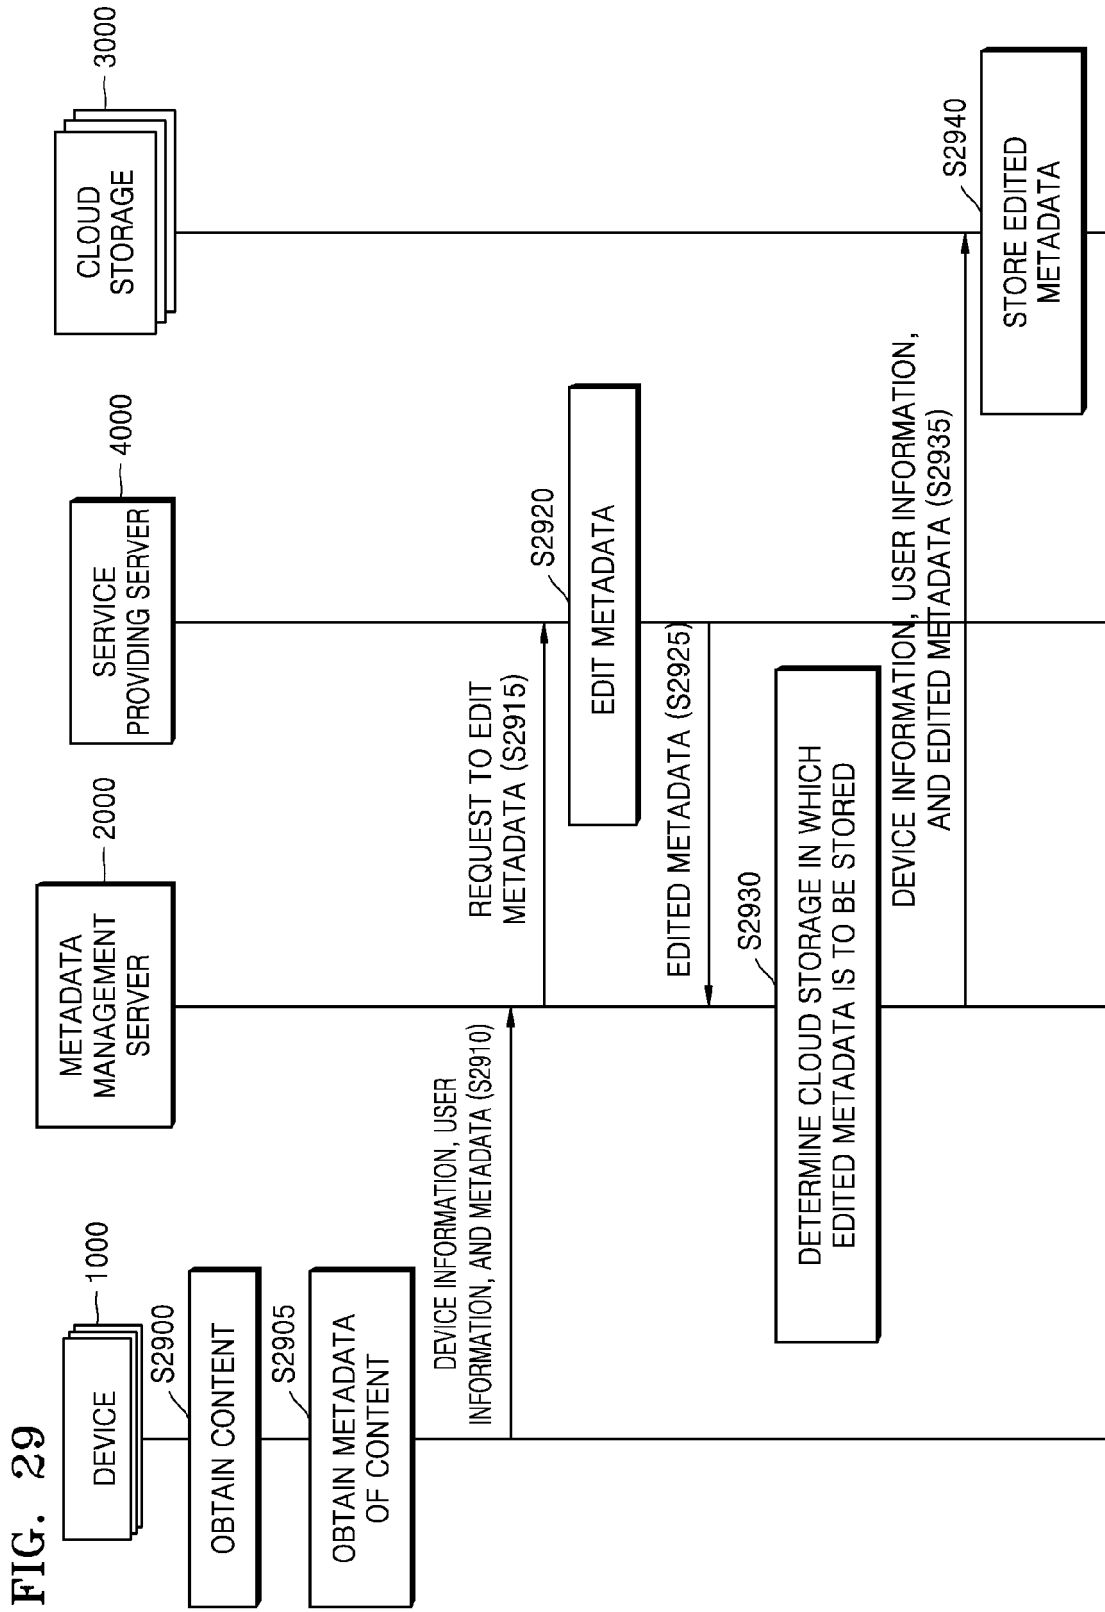 FIG. 29
DEVICE
1000
METADATA
MANAGEMENT
SERVER
2000
SERVICE
PROVIDING SERVER
4000
CLOUD
STORAGE
3000
S2900
OBTAIN CONTENT
S2905
OBTAIN METADATA
OF CONTENT
DEVICE INFORMATION, USER
INFORMATION, AND METADATA (S2910)
REQUEST TO EDIT
METADATA (S2915)
S2920
EDIT METADATA
EDITED METADATA (S2925)
S2930
DETERMINE CLOUD STORAGE IN WHICH
EDITED METADATA IS TO BE STORED
DEVICE INFORMATION, USER INFORMATION,
AND EDITED METADATA (S2935)
S2940
STORE EDITED
METADATA